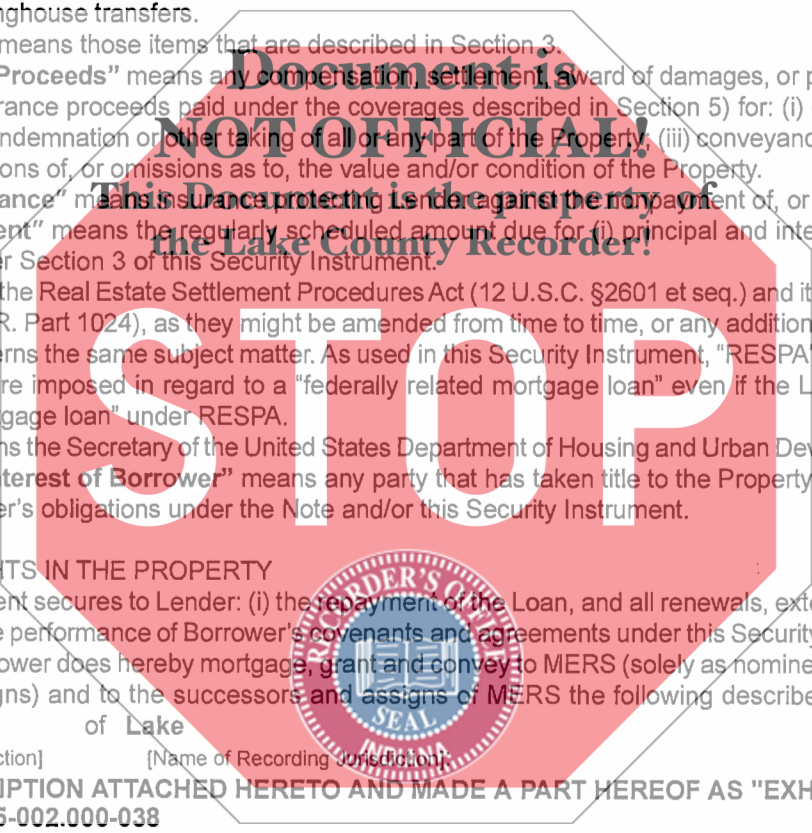 nghouse transfers.
means those items that are described in Section 3.
Proceeds" means any compensation, settlement, award of damages, or p
rance proceeds paid under the coverages described in Section 5) for: (i)
ndemnation or other taking of all or any part of the Property; (iii) conveyanc
ons of, or omissions as to, the value and/or condition of the Property.
ance" means insurance protecting Lender against the nonpayment of, or
ent" means the regularly scheduled amount due for (i) principal and inte
r Section 3 of this Security Instrument.
the Real Estate Settlement Procedures Act (12 U.S.C. §2601 et seq.) and it
R. Part 1024), as they might be amended from time to time, or any addition
erns the same subject matter. As used in this Security Instrument, "RESPA"
re imposed in regard to a "federally related mortgage loan" even if the L
gage loan" under RESPA.
ns the Secretary of the United States Department of Housing and Urban Dev
terest of Borrower" means any party that has taken title to the Property
er's obligations under the Note and/or this Security Instrument.
TS IN THE PROPERTY
ent secures to Lender: (i) the repayment of the Loan, and all renewals, exte
e performance of Borrower's covenants and agreements under this Security
ower does hereby mortgage, grant and convey to MERS (solely as nomine
gns) and to the successors and assigns of MERS the following describe
of Lake
ction] [Name of Recording Jurisdiction]:
IPTION ATTACHED HERETO AND MADE A PART HEREOF AS "EXH
5-002.000-038
Document is
NOT OFFICIAL!
This Document is the property of
the Lake County Recorder!
STOP
RECORDER'S OFFICE
SEAL
INDIANA